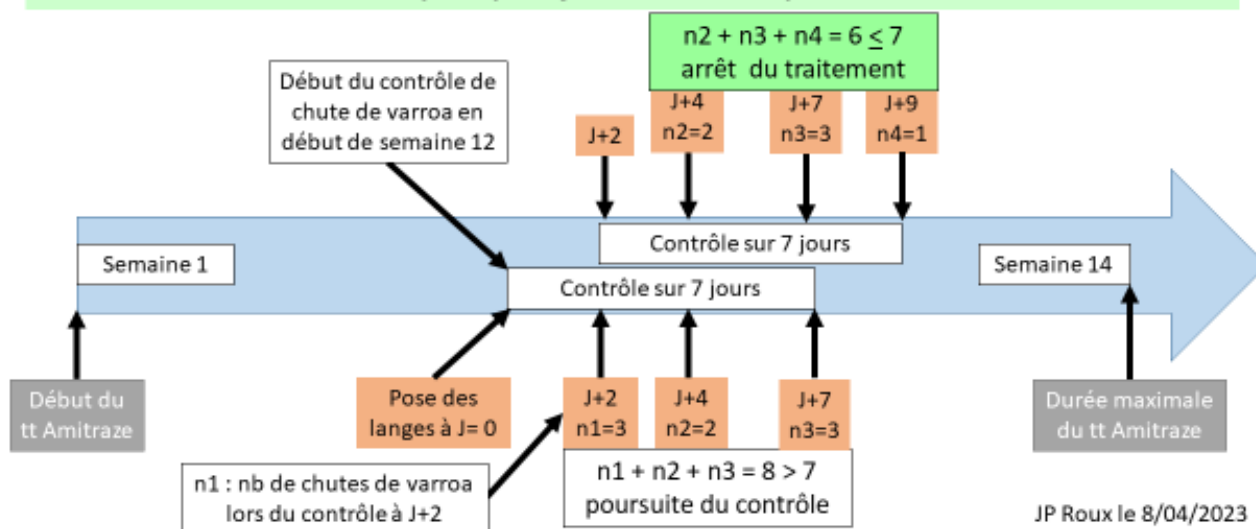 n2 + n3 + n4 = 6 ≤ 7
arrêt du traitement
Début du contrôle de
chute de varroa en
début de semaine 12
J+2
J+4
n2=2
J+7
n3=3
J+9
n4=1
Contrôle sur 7 jours
Semaine 1
Semaine 14
Contrôle sur 7 jours
Début du
tt Amitraze
Pose des
langes à J= 0
J+2
n1=3
J+4
n2=2
J+7
n3=3
Durée maximale
du tt Amitraze
n1 : nb de chutes de varroa
lors du contrôle à J+2
n1 + n2 + n3 = 8 > 7
poursuite du contrôle
JP Roux le 8/04/2023